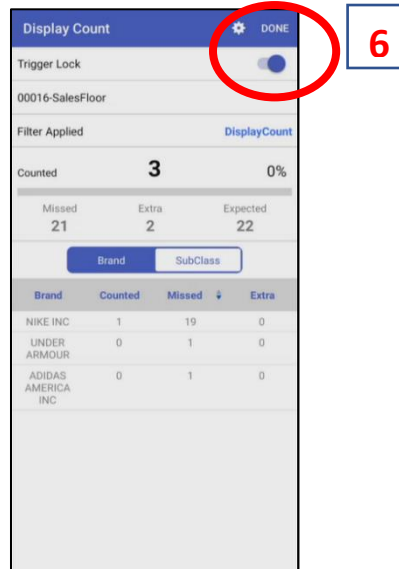 Display Count DONE
6
Trigger Lock
00016-SalesFloor
Filter Applied DisplayCount
Counted 3 0%
Missed Extra Expected
21 2 22
Brand SubClass
Brand Counted Missed Extra
NIKE INC 1 19 0
UNDER ARMOUR 0 1 0
ADIDAS AMERICA INC 0 1 0